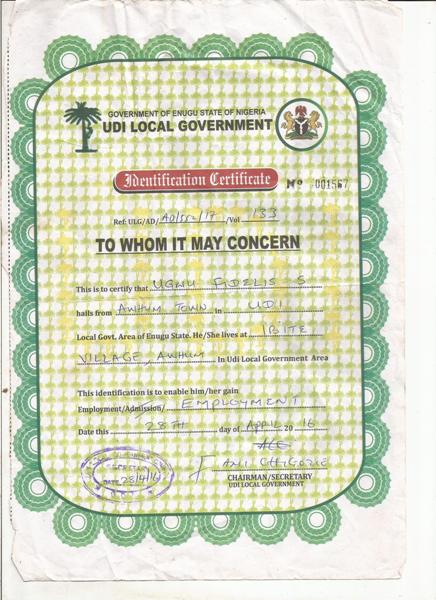 GOVERNMENT OF ENUGU STATE OF NIGERIA
UDI LOCAL GOVERNMENT
Identification Certificate
Nº 001567
Ref: ULG/AD/ AD/552/17 /Vol 133
TO WHOM IT MAY CONCERN
This is to certify that UGWU FIDELIS S
hails from AWHUM TOWN in UDI
Local Govt. Area of Enugu State. He/She lives at IBITE
VILLAGE, AWHUM In Udi Local Government Area
This identification is to enable him/her gain
Employment/Admission/ EMPLOYMENT
Date this 28TH day of APRIL 20 16
ANI CHIGOZIE
CHAIRMAN/SECRETARY
UDI LOCAL GOVERNMENT
SECRETARY
DATE 28/4/16